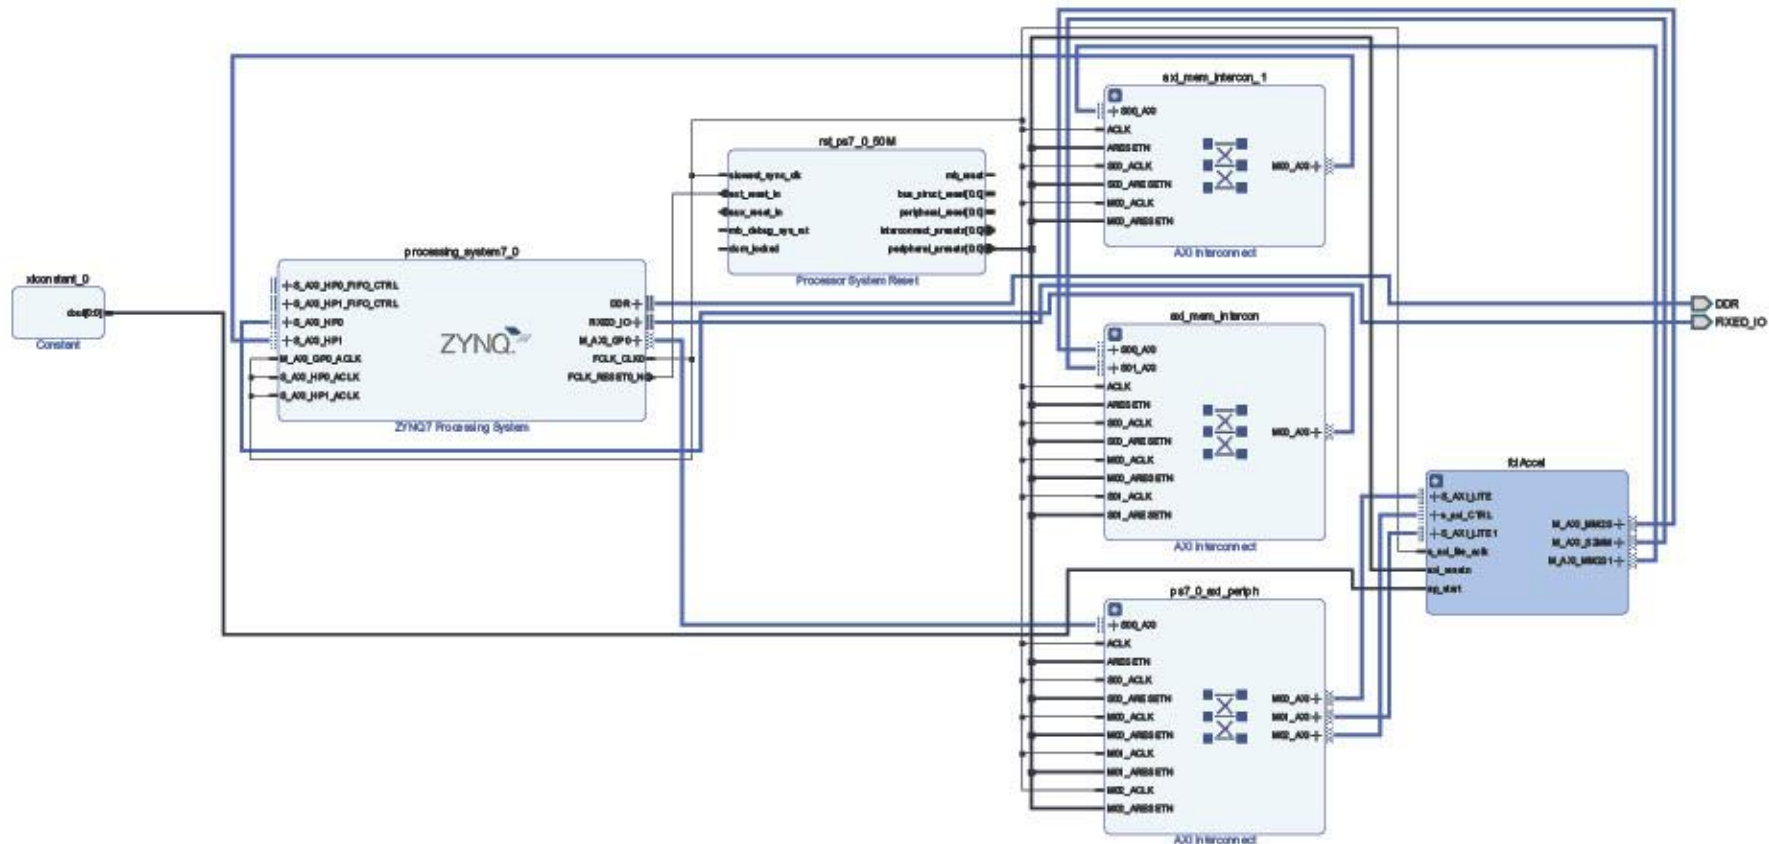 xlconstant_0
dout[0:0]
Constant
processing_system7_0
S_AXI_HP0_FIFO_CTRL
S_AXI_HP1_FIFO_CTRL
S_AXI_HP0
S_AXI_HP1
M_AXI_GP0_ACLK
S_AXI_HP0_ACLK
S_AXI_HP1_ACLK
ZYNQ
DDR
FIXED_IO
M_AXI_GP0
FCLK_CLK0
FCLK_RESET0_N
ZYNQ7 Processing System
rst_ps7_0_50M
slowest_sync_clk
ext_reset_in
aux_reset_in
mb_debug_sys_rst
dcm_locked
mb_reset
bus_struct_reset[0:0]
peripheral_reset[0:0]
interconnect_aresetn[0:0]
peripheral_aresetn[0:0]
Processor System Reset
axi_mem_intercon_1
S00_AXI
ACLK
ARESETN
S00_ACLK
S00_ARESETN
M00_ACLK
M00_ARESETN
M00_AXI
AXI Interconnect
axi_mem_intercon
S00_AXI
S01_AXI
ACLK
ARESETN
S00_ACLK
S00_ARESETN
M00_ACLK
M00_ARESETN
S01_ACLK
S01_ARESETN
M00_AXI
AXI Interconnect
ps7_0_axi_periph
S00_AXI
ACLK
ARESETN
S00_ACLK
S00_ARESETN
M00_ACLK
M00_ARESETN
M01_ACLK
M01_ARESETN
M02_ACLK
M02_ARESETN
M00_AXI
M01_AXI
M02_AXI
AXI Interconnect
S_AXI_LITE
s_axi_CTRL
S_AXI_LITE1
s_axi_lite_aclk
axi_resetn
ap_start
M_AXI_MM2S
M_AXI_S2MM
M_AXI_MM2S1
DDR
FIXED_IO